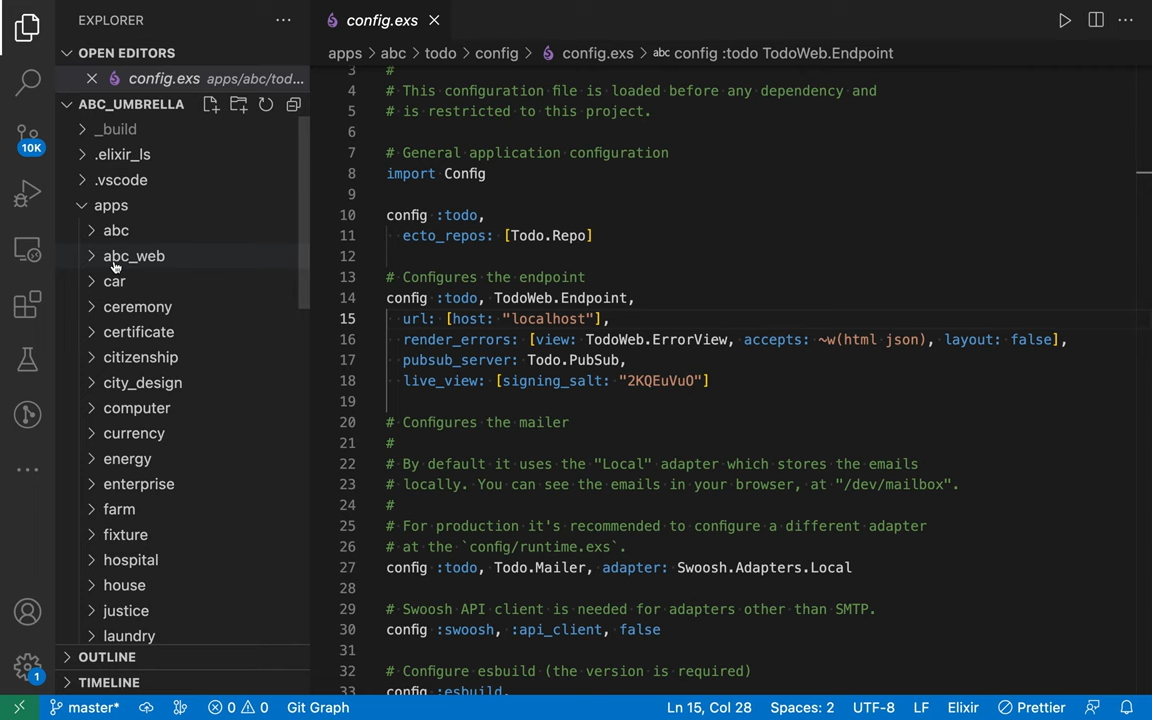 EXPLORER
OPEN EDITORS
config.exs apps/abc/tod...
ABC_UMBRELLA
_build
.elixir_ls
.vscode
apps
abc
abc_web
car
ceremony
certificate
citizenship
city_design
computer
currency
energy
enterprise
farm
fixture
hospital
house
justice
laundry
OUTLINE
TIMELINE
10K
1
config.exs
apps > abc > todo > config > config.exs > abc config :todo TodoWeb.Endpoint
3 #
4 # This configuration file is loaded before any dependency and
5 # is restricted to this project.
6
7 # General application configuration
8 import Config
9
10 config :todo,
11 ecto_repos: [Todo.Repo]
12
13 # Configures the endpoint
14 config :todo, TodoWeb.Endpoint,
15 url: [host: "localhost"],
16 render_errors: [view: TodoWeb.ErrorView, accepts: ~w(html json), layout: false],
17 pubsub_server: Todo.PubSub,
18 live_view: [signing_salt: "2KQEuVuO"]
19
20 # Configures the mailer
21 #
22 # By default it uses the "Local" adapter which stores the emails
23 # locally. You can see the emails in your browser, at "/dev/mailbox".
24 #
25 # For production it's recommended to configure a different adapter
26 # at the `config/runtime.exs`.
27 config :todo, Todo.Mailer, adapter: Swoosh.Adapters.Local
28
29 # Swoosh API client is needed for adapters other than SMTP.
30 config :swoosh, :api_client, false
31
32 # Configure esbuild (the version is required)
33 config :esbuild,
master* 0 0 Git Graph Ln 15, Col 28 Spaces: 2 UTF-8 LF Elixir Prettier